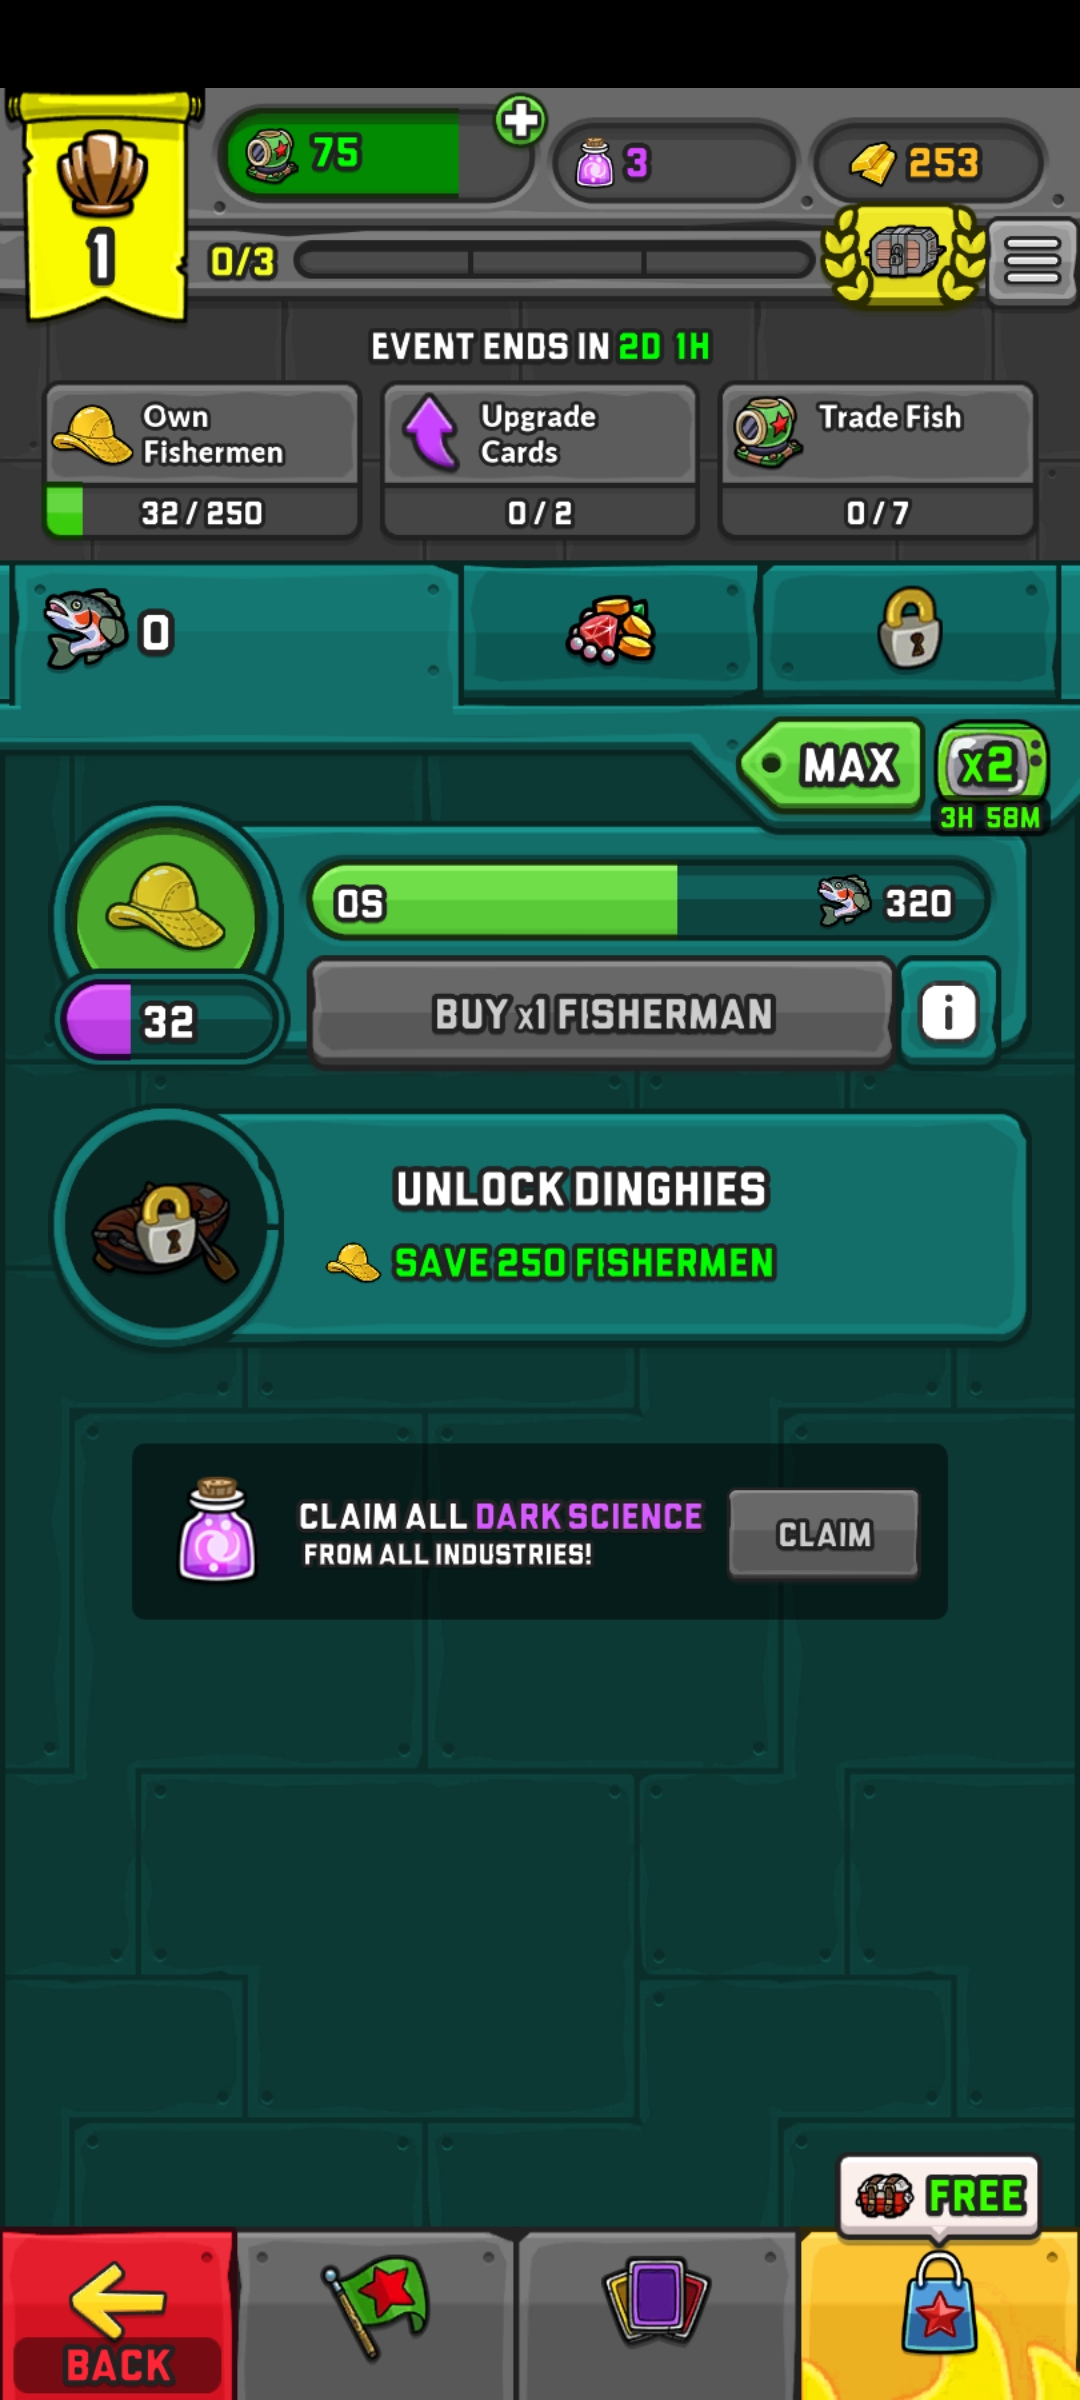 75
3
253
1
0/3
EVENT ENDS IN 2D 1H
Own
Fishermen
32/250
Upgrade
Cards
0/2
Trade Fish
0/7
0
MAX
x2
3H 58M
0S
320
32
BUY x1 FISHERMAN
i
UNLOCK DINGHIES
SAVE 250 FISHERMEN
CLAIM ALL DARK SCIENCE
FROM ALL INDUSTRIES!
CLAIM
FREE
BACK